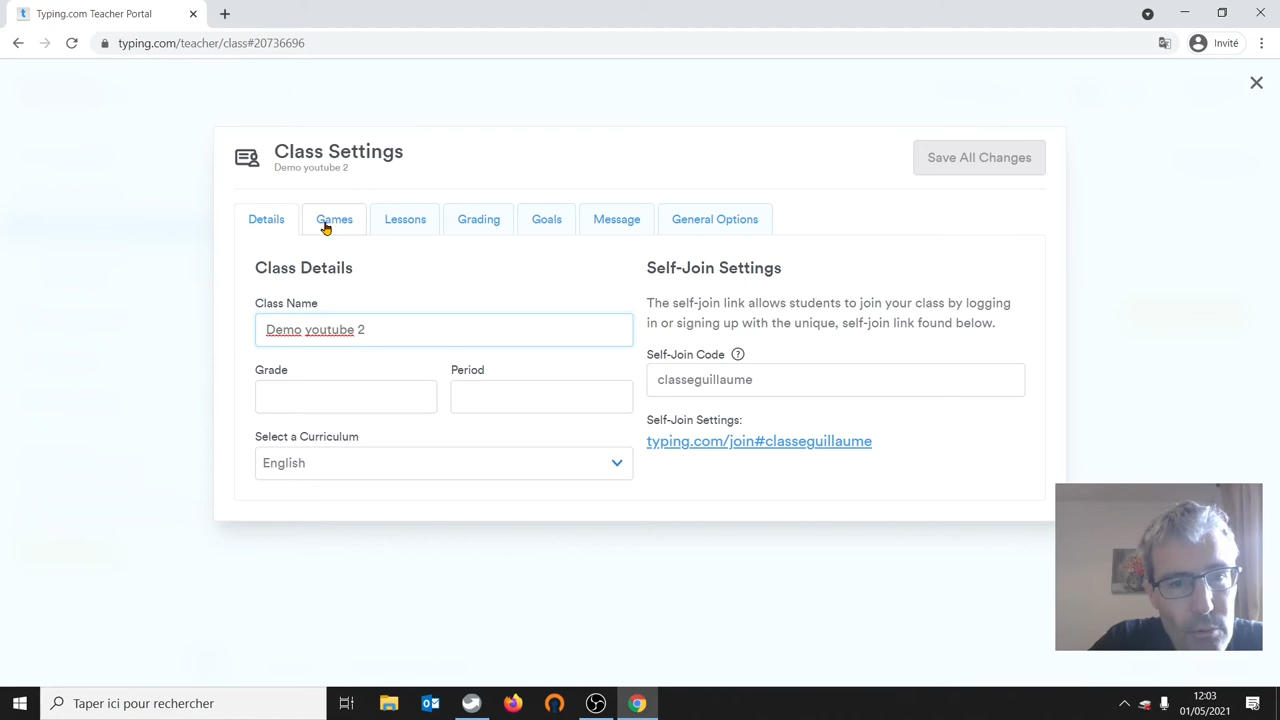 Typing.com Teacher Portal
typing.com/teacher/class#20736696
Invité
Class Settings
Demo youtube 2
Save All Changes
Details
Games
Lessons
Grading
Goals
Message
General Options
Class Details
Class Name
Demo youtube 2
Grade
Period
Select a Curriculum
English
Self-Join Settings
The self-join link allows students to join your class by logging
in or signing up with the unique, self-join link found below.
Self-Join Code ?
classeguillaume
Self-Join Settings:
typing.com/join#classeguillaume
Taper ici pour rechercher
12:03
01/05/2021